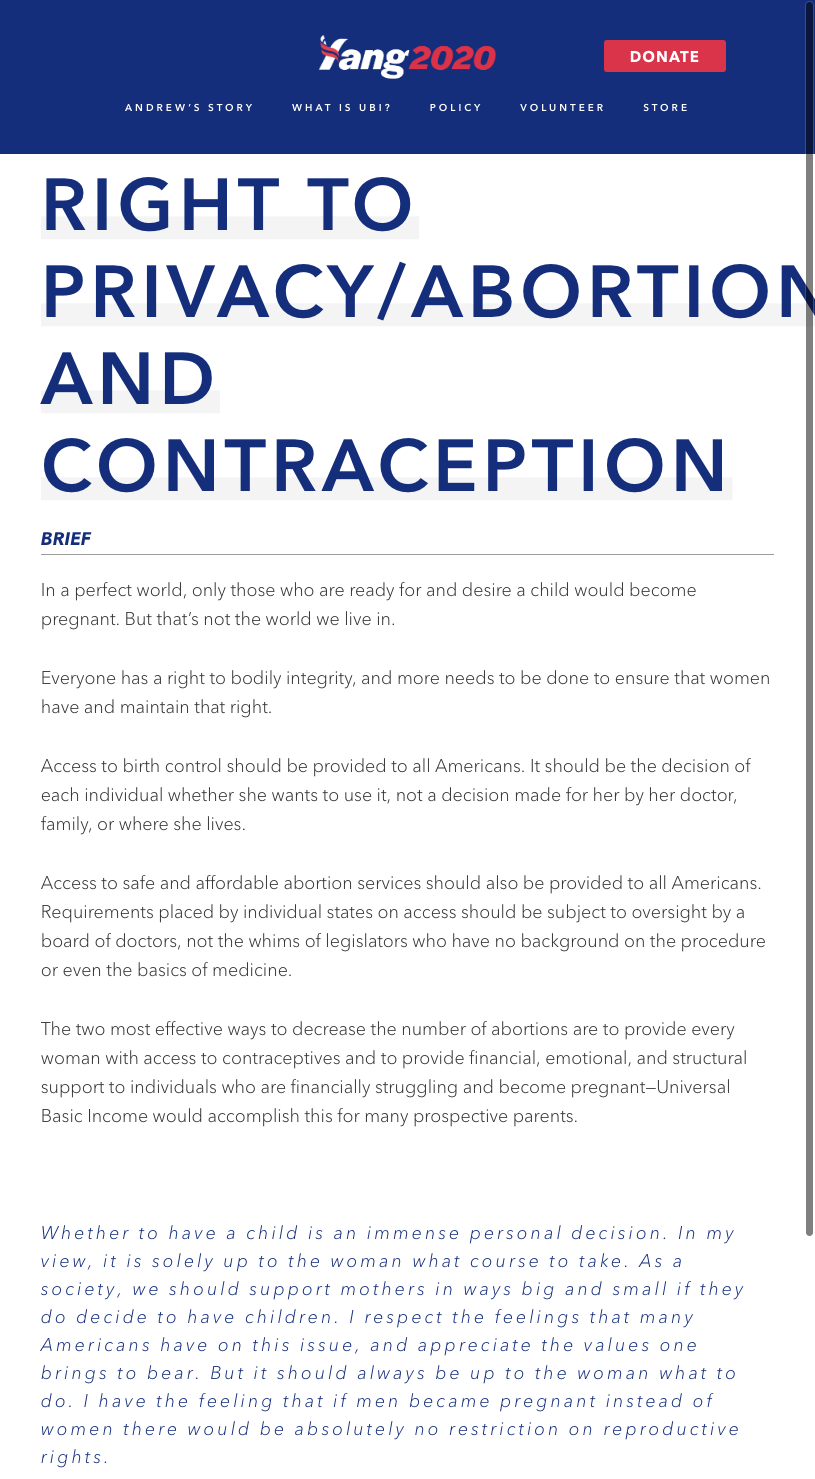 Yang2020
DONATE
ANDREW'S STORY WHAT IS UBI? POLICY VOLUNTEER STORE
RIGHT TO
PRIVACY/ABORTION
AND
CONTRACEPTION
BRIEF
In a perfect world, only those who are ready for and desire a child would become
pregnant. But that's not the world we live in.
Everyone has a right to bodily integrity, and more needs to be done to ensure that women
have and maintain that right.
Access to birth control should be provided to all Americans. It should be the decision of
each individual whether she wants to use it, not a decision made for her by her doctor,
family, or where she lives.
Access to safe and affordable abortion services should also be provided to all Americans.
Requirements placed by individual states on access should be subject to oversight by a
board of doctors, not the whims of legislators who have no background on the procedure
or even the basics of medicine.
The two most effective ways to decrease the number of abortions are to provide every
woman with access to contraceptives and to provide financial, emotional, and structural
support to individuals who are financially struggling and become pregnant—Universal
Basic Income would accomplish this for many prospective parents.
Whether to have a child is an immense personal decision. In my
view, it is solely up to the woman what course to take. As a
society, we should support mothers in ways big and small if they
do decide to have children. I respect the feelings that many
Americans have on this issue, and appreciate the values one
brings to bear. But it should always be up to the woman what to
do. I have the feeling that if men became pregnant instead of
women there would be absolutely no restriction on reproductive
rights.